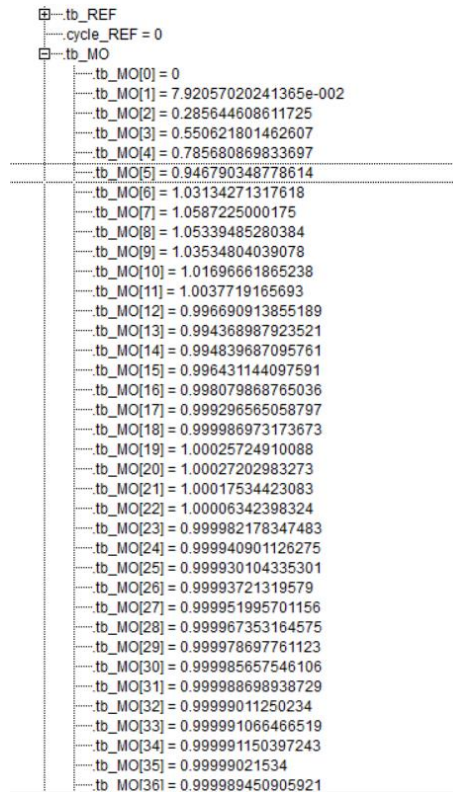 .tb_REF
.cycle_REF = 0
.tb_MO
.tb_MO[0] = 0
.tb_MO[1] = 7.92057020241365e-002
.tb_MO[2] = 0.285644608611725
.tb_MO[3] = 0.550621801462607
.tb_MO[4] = 0.785680869833697
.tb_MO[5] = 0.946790348778614
.tb_MO[6] = 1.03134271317618
.tb_MO[7] = 1.0587225000175
.tb_MO[8] = 1.05339485280384
.tb_MO[9] = 1.03534804039078
.tb_MO[10] = 1.01696661865238
.tb_MO[11] = 1.0037719165693
.tb_MO[12] = 0.996690913855189
.tb_MO[13] = 0.994368987923521
.tb_MO[14] = 0.994839687095761
.tb_MO[15] = 0.996431144097591
.tb_MO[16] = 0.998079868765036
.tb_MO[17] = 0.999296565058797
.tb_MO[18] = 0.999986973173673
.tb_MO[19] = 1.00025724910088
.tb_MO[20] = 1.00027202983273
.tb_MO[21] = 1.00017534423083
.tb_MO[22] = 1.00006342398324
.tb_MO[23] = 0.999982178347483
.tb_MO[24] = 0.999940901126275
.tb_MO[25] = 0.999930104335301
.tb_MO[26] = 0.99993721319579
.tb_MO[27] = 0.999951995701156
.tb_MO[28] = 0.999967353164575
.tb_MO[29] = 0.999978697761123
.tb_MO[30] = 0.999985657546106
.tb_MO[31] = 0.999988698938729
.tb_MO[32] = 0.99999011250234
.tb_MO[33] = 0.999991066466519
.tb_MO[34] = 0.999991150397243
.tb_MO[35] = 0.99999021534
.tb_MO[36] = 0.999989450905921